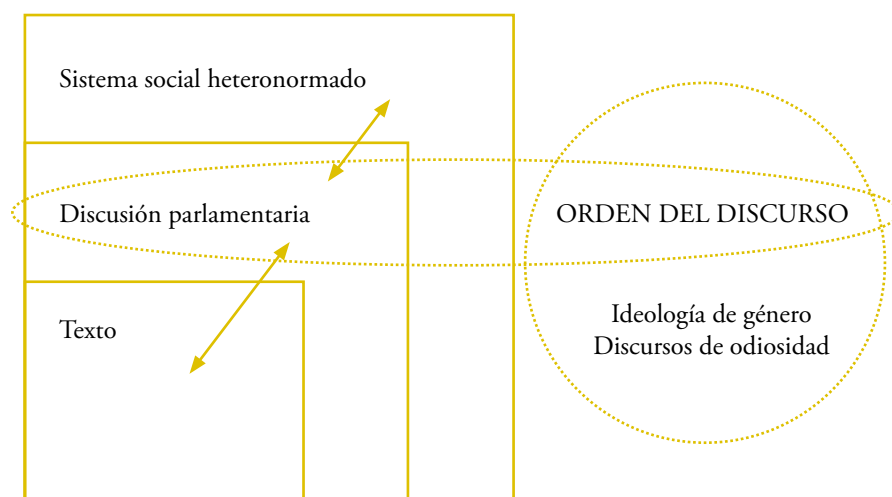 Sistema social heteronormado
Discusión parlamentaria
ORDEN DEL DISCURSO
Texto
Ideología de género
Discursos de odiosidad